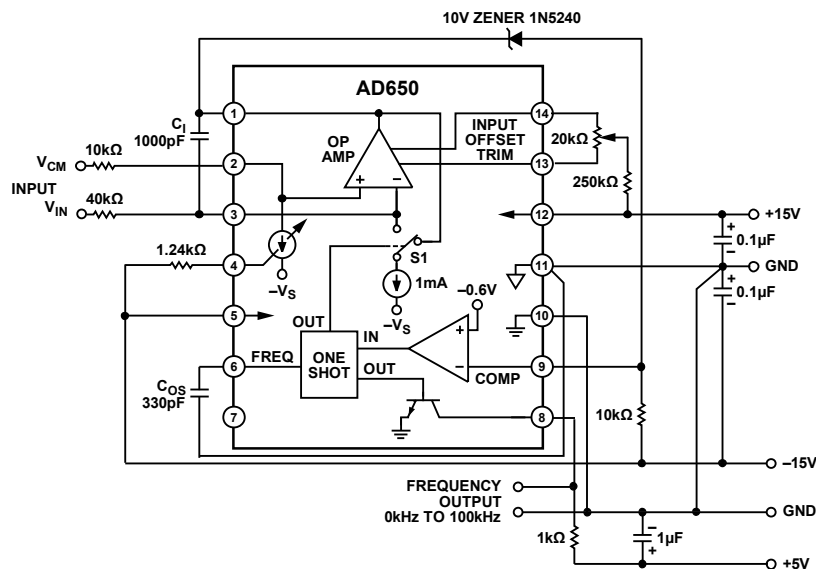 10V ZENER 1N5240
AD650
1
14
C_I
1000pF
OP
AMP
INPUT
OFFSET
TRIM
20kΩ
10kΩ
V_CM
2
13
+
–
250kΩ
INPUT
40kΩ
V_IN
3
12
+15V
+
0.1µF
–
1.24kΩ
S1
4
11
GND
–V_S
1mA
+
0.1µF
–
–0.6V
5
–V_S
10
OUT
IN
+
–
COMP
6
FREQ
ONE
SHOT
OUT
9
C_OS
330pF
10kΩ
7
8
–15V
FREQUENCY
OUTPUT
0kHz TO 100kHz
GND
1kΩ
–
1µF
+
+5V